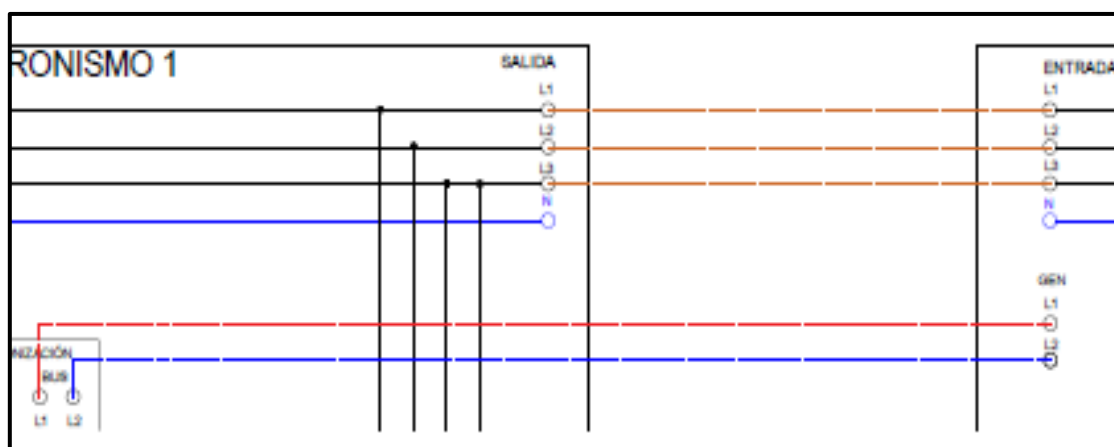 RONISMO 1
SALIDA
L1
L2
L3
N
ENTRADA
L1
L2
L3
N
GEN
L1
L2
NIZACIÓN
BUS
L1 L2